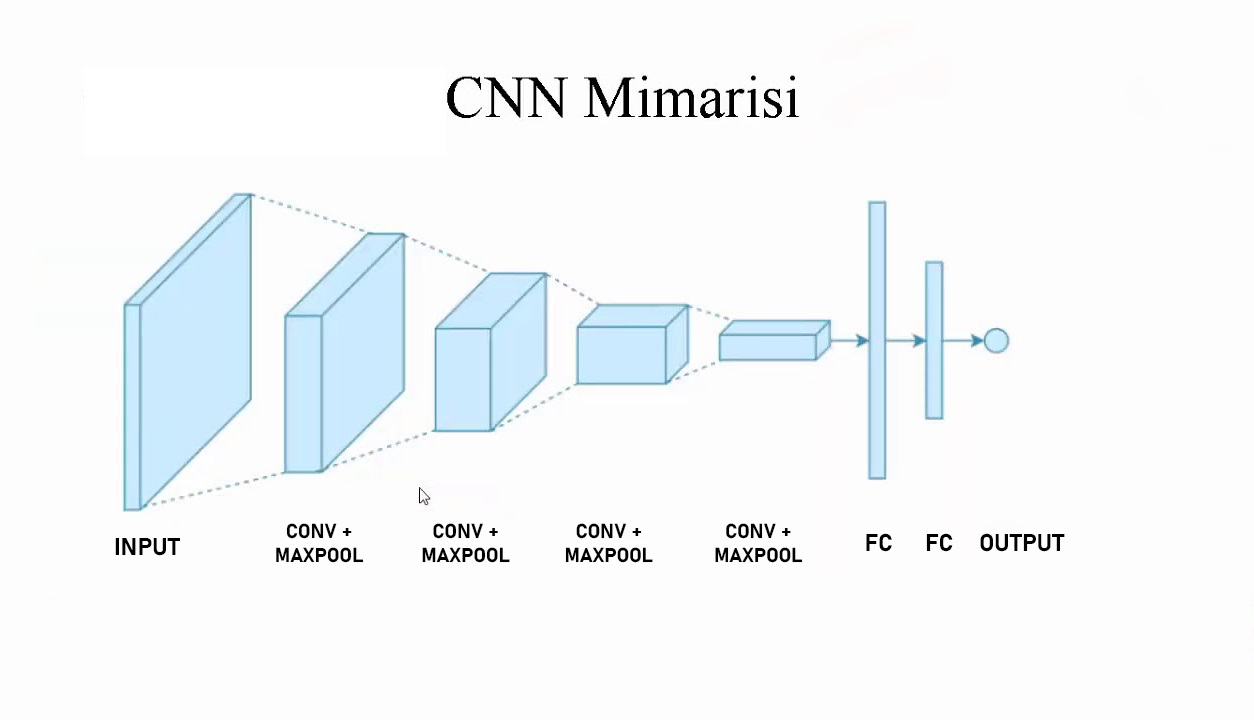 CNN Mimarisi
INPUT
CONV +
MAXPOOL
CONV +
MAXPOOL
CONV +
MAXPOOL
CONV +
MAXPOOL
FC
FC
OUTPUT